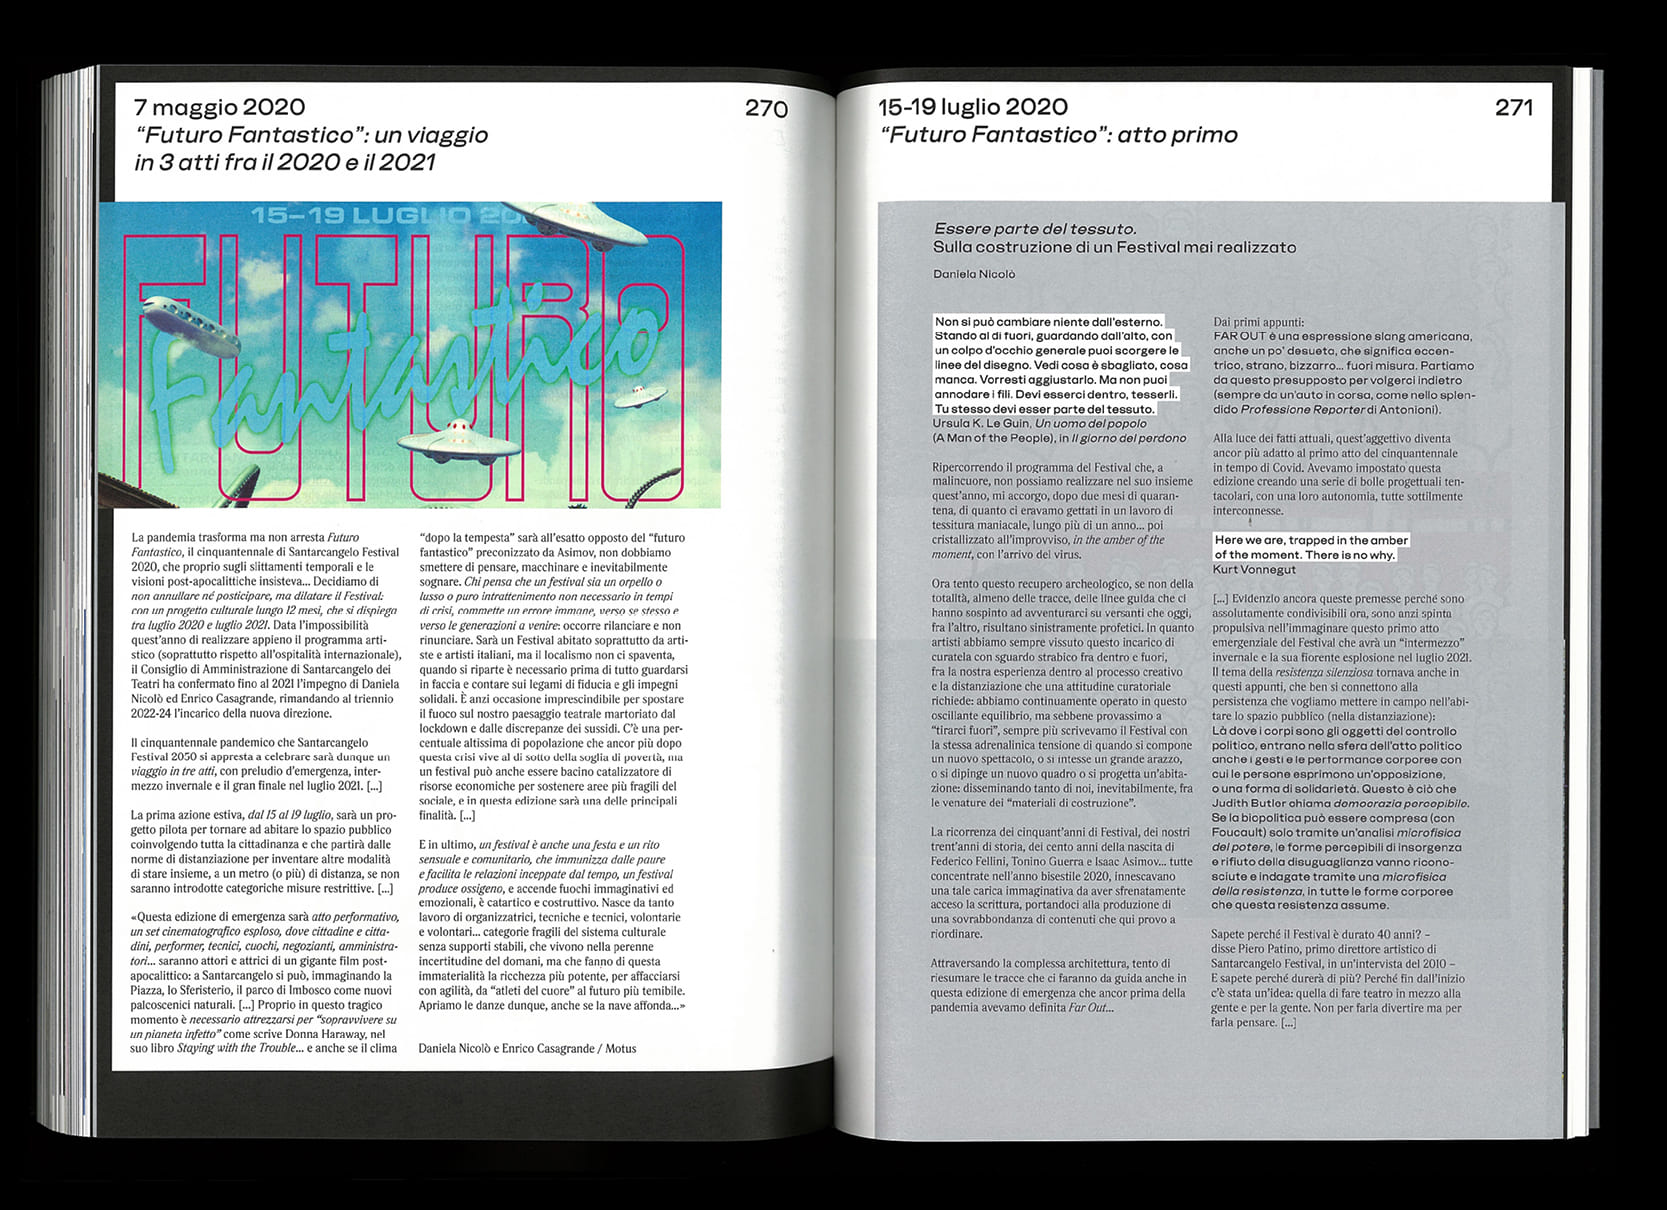 7 maggio 2020
“Futuro Fantastico”: un viaggio
in 3 atti fra il 2020 e il 2021
270
15–19 LUGLIO 20
FUTURO
Fantastico
La pandemia trasforma ma non arresta Futuro
Fantastico, il cinquantennale di Santarcangelo Festival
2020, che proprio sugli slittamenti temporali e le
visioni post-apocalittiche insisteva... Decidiamo di
non annullare né posticipare, ma dilatare il Festival:
con un progetto culturale lungo 12 mesi, che si dispiega
tra luglio 2020 e luglio 2021. Data l’impossibilità
quest’anno di realizzare appieno il programma arti-
stico (soprattutto rispetto all’ospitalità internazionale),
il Consiglio di Amministrazione di Santarcangelo dei
Teatri ha confermato fino al 2021 l’impegno di Daniela
Nicolò ed Enrico Casagrande, rimandando al triennio
2022-24 l’incarico della nuova direzione.
Il cinquantennale pandemico che Santarcangelo
Festival 2050 si appresta a celebrare sarà dunque un
viaggio in tre atti, con preludio d’emergenza, inter-
mezzo invernale e il gran finale nel luglio 2021. [...]
La prima azione estiva, dal 15 al 19 luglio, sarà un pro-
getto pilota per tornare ad abitare lo spazio pubblico
coinvolgendo tutta la cittadinanza e che partirà dalle
norme di distanziazione per inventare altre modalità
di stare insieme, a un metro (o più) di distanza, se non
saranno introdotte categoriche misure restrittive. [...]
«Questa edizione di emergenza sarà atto performativo,
un set cinematografico esploso, dove cittadine e citta-
dini, performer, tecnici, cuochi, negozianti, amministra-
tori... saranno attori e attrici di un gigante film post-
apocalittico: a Santarcangelo si può, immaginando la
Piazza, lo Sferisterio, il parco di Imbosco come nuovi
palcoscenici naturali. [...] Proprio in questo tragico
momento è necessario attrezzarsi per “sopravvivere su
un pianeta infetto” come scrive Donna Haraway, nel
suo libro Staying with the Trouble... e anche se il clima
“dopo la tempesta” sarà all’esatto opposto del “futuro
fantastico” preconizzato da Asimov, non dobbiamo
smettere di pensare, macchinare e inevitabilmente
sognare. Chi pensa che un festival sia un orpello o
lusso o puro intrattenimento non necessario in tempi
di crisi, commette un errore immane, verso se stesso e
verso le generazioni a venire: occorre rilanciare e non
rinunciare. Sarà un Festival abitato soprattutto da arti-
ste e artisti italiani, ma il localismo non ci spaventa,
quando si riparte è necessario prima di tutto guardarsi
in faccia e contare sui legami di fiducia e gli impegni
solidali. È anzi occasione imprescindibile per spostare
il fuoco sul nostro paesaggio teatrale martoriato dal
lockdown e dalle discrepanze dei sussidi. C’è una per-
centuale altissima di popolazione che ancor più dopo
questa crisi vive al di sotto della soglia di povertà, ma
un festival può anche essere bacino catalizzatore di
risorse economiche per sostenere aree più fragili del
sociale, e in questa edizione sarà una delle principali
finalità. [...]
E in ultimo, un festival è anche una festa e un rito
sensuale e comunitario, che immunizza dalle paure
e facilita le relazioni inceppate dal tempo, un festival
produce ossigeno, e accende fuochi immaginativi ed
emozionali, è catartico e costruttivo. Nasce da tanto
lavoro di organizzatrici, tecniche e tecnici, volontarie
e volontari... categorie fragili del sistema culturale
senza supporti stabili, che vivono nella perenne
incertitudine del domani, ma che fanno di questa
immaterialità la ricchezza più potente, per affacciarsi
con agilità, da “atleti del cuore” al futuro più temibile.
Apriamo le danze dunque, anche se la nave affonda...»
Daniela Nicolò e Enrico Casagrande / Motus
15-19 luglio 2020
“Futuro Fantastico”: atto primo
271
Essere parte del tessuto.
Sulla costruzione di un Festival mai realizzato
Daniela Nicolò
Non si può cambiare niente dall’esterno.
Stando al di fuori, guardando dall’alto, con
un colpo d’occhio generale puoi scorgere le
linee del disegno. Vedi cosa è sbagliato, cosa
manca. Vorresti aggiustarlo. Ma non puoi
annodare i fili. Devi esserci dentro, tesserli.
Tu stesso devi esser parte del tessuto.
Ursula K. Le Guin, Un uomo del popolo
(A Man of the People), in Il giorno del perdono
Ripercorrendo il programma del Festival che, a
malincuore, non possiamo realizzare nel suo insieme
quest’anno, mi accorgo, dopo due mesi di quaran-
tena, di quanto ci eravamo gettati in un lavoro di
tessitura maniacale, lungo più di un anno... poi
cristallizato all’improvviso, in the amber of the
moment, con l’arrivo del virus.
Ora tento questo recupero archeologico, se non della
totalità, almeno delle tracce, delle linee guida che ci
hanno sospinto ad avventurarci su versanti che oggi,
fra l’altro, risultano sinistramente profetici. In quanto
artisti abbiamo sempre vissuto questo incarico di
curatela con sguardo strabico fra dentro e fuori,
fra la nostra esperienza dentro al processo creativo
e la distanziazione che una attitudine curatoriale
richiede: abbiamo continuamente operato in questo
oscillante equilibrio, ma sebbene provassimo a
“tirarci fuori”, sempre più scrivevamo il Festival con
la stessa adrenalinica tensione di quando si compone
un nuovo spettacolo, o si intesse un grande arazzo,
o si dipinge un nuovo quadro o si progetta un’abita-
zione: disseminando tanto di noi, inevitabilmente, fra
le venature dei “materiali di costruzione”.
La ricorrenza dei cinquant’anni di Festival, dei nostri
trent’anni di storia, dei cento anni della nascita di
Federico Fellini, Tonino Guerra e Isaac Asimov... tutte
concentrate nell’anno bisestile 2020, innescavano
una tale carica immaginativa da aver sfrenatamente
acceso la scrittura, portandoci alla produzione di
una sovrabbondanza di contenuti che qui provo a
riordinare.
Attraversando la complessa architettura, tento di
riesumare le tracce che ci faranno da guida anche in
questa edizione di emergenza che ancor prima della
pandemia avevamo definita Far Out...
Dai primi appunti:
FAR OUT è una espressione slang americana,
anche un po’ desueta, che significa eccen-
trico, strano, bizzarro... fuori misura. Partiamo
da questo presupposto per volgerci indietro
(sempre da un’auto in corsa, come nello splen-
dido Professione Reporter di Antonioni).
Alla luce dei fatti attuali, quest’aggettivo diventa
ancor più adatto al primo atto del cinquantennale
in tempo di Covid. Avevamo impostato questa
edizione creando una serie di bolle progettuali ten-
tacolari, con una loro autonomia, tutte sottilmente
interconnesse.
Here we are, trapped in the amber
of the moment. There is no why.
Kurt Vonnegut
[...] Evidenzio ancora queste premesse perché sono
assolutamente condivisibili ora, sono anzi spinta
propulsiva nell’immaginare questo primo atto
emergenziale del Festival che avrà un “intermezzo”
invernale e la sua fiorente esplosione nel luglio 2021.
Il tema della resistenza silenziosa tornava anche in
questi appunti, che ben si connettono alla
persistenza che vogliamo mettere in campo nell’abi-
tare lo spazio pubblico (nella distanziazione):
Là dove i corpi sono gli oggetti del controllo
politico, entrano nella sfera dell’atto politico
anche i gesti e le performance corporee con
cui le persone esprimono un’opposizione,
o una forma di solidarietà. Questo è ciò che
Judith Butler chiama democrazia percepibile.
Se la biopolitica può essere compresa (con
Foucault) solo tramite un’analisi microfisica
del potere, le forme percepibili di insorgenza
e rifiuto della disuguaglianza vanno ricono-
sciute e indagate tramite una microfisica
della resistenza, in tutte le forme corporee
che questa resistenza assume.
Sapete perché il Festival è durato 40 anni? –
disse Piero Patino, primo direttore artistico di
Santarcangelo Festival, in un’intervista del 2010 –
E sapete perché durerà di più? Perché fin dall’inizio
c’è stata un’idea: quella di fare teatro in mezzo alla
gente e per la gente. Non per farla divertire ma per
farla pensare. [...]